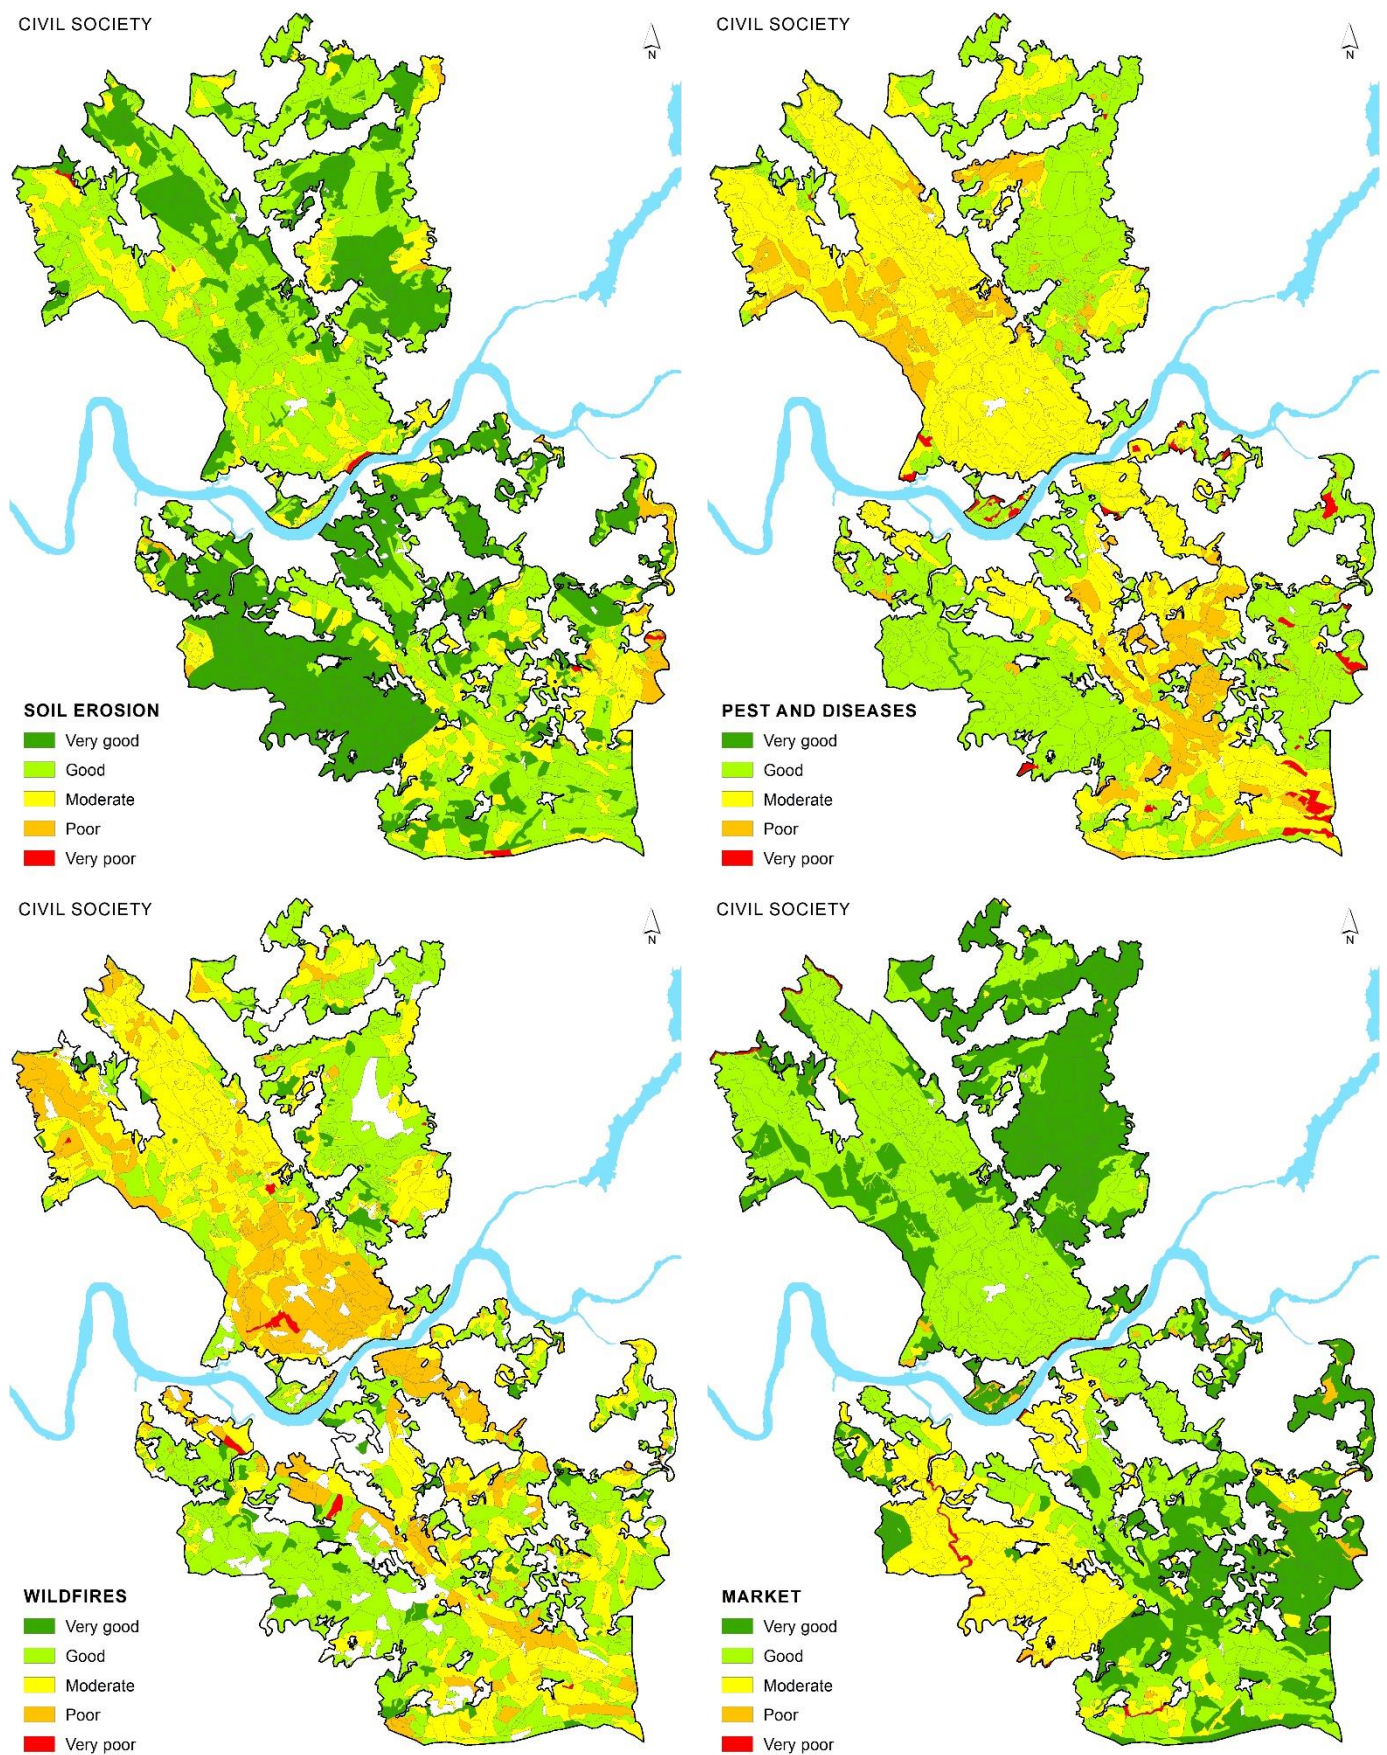 CIVIL SOCIETY
N
SOIL EROSION
Very good
Good
Moderate
Poor
Very poor
CIVIL SOCIETY
N
PEST AND DISEASES
Very good
Good
Moderate
Poor
Very poor
CIVIL SOCIETY
N
WILDFIRES
Very good
Good
Moderate
Poor
Very poor
CIVIL SOCIETY
N
MARKET
Very good
Good
Moderate
Poor
Very poor